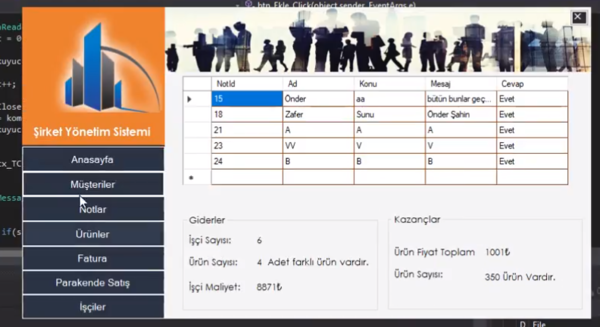 btn_Ekle_Click(object sender, EventArgs e)
Şirket Yönetim Sistemi
Anasayfa
Müşteriler
Notlar
Ürünler
Fatura
Parakende Satış
İşçiler
NotId Ad Konu Mesaj Cevap
15 Önder aa bütün bunlar geç... Evet
18 Zafer Sunu Önder Şahin Evet
21 A A A Evet
23 VV V V Evet
24 B B B Evet
Giderler
İşçi Sayısı: 6
Ürün Sayısı: 4 Adet farklı ürün vardır.
İşçi Maliyet: 8871₺
Kazançlar
Ürün Fiyat Toplam 1001₺
Ürün Sayısı: 350 Ürün Vardır.